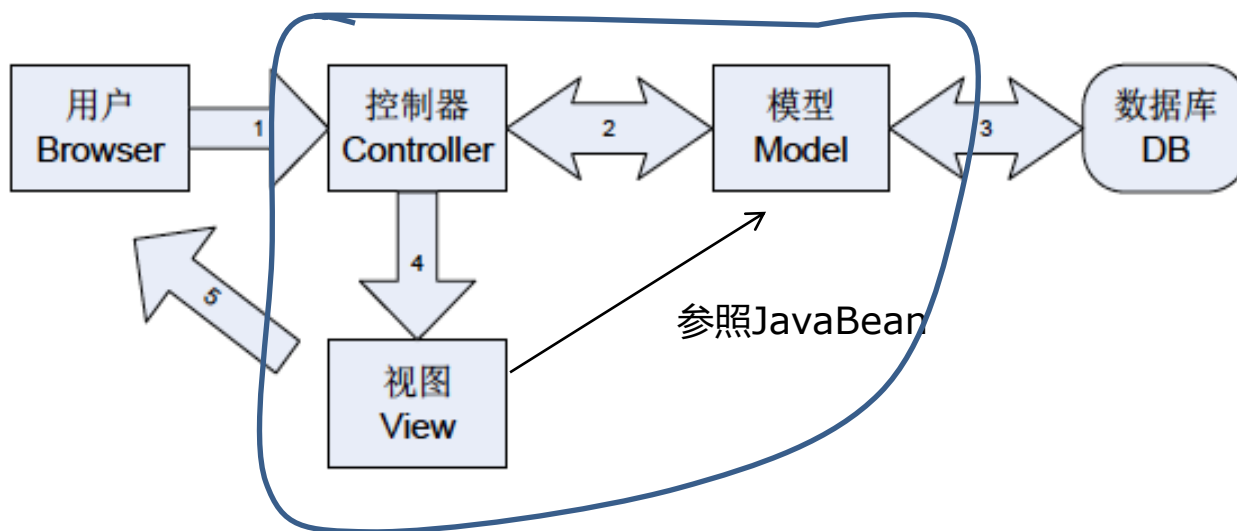 用户
Browser
1
控制器
Controller
2
模型
Model
3
数据库
DB
4
5
参照JavaBean
视图
View